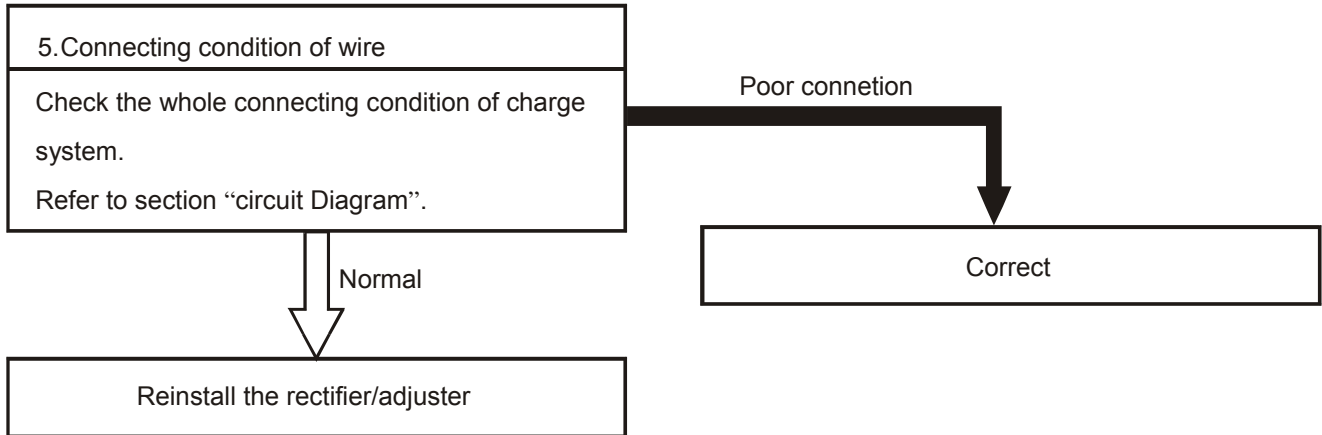 5.Connecting condition of wire
Check the whole connecting condition of charge
system.
Refer to section “circuit Diagram”.
Poor connetion
Correct
Normal
Reinstall the rectifier/adjuster